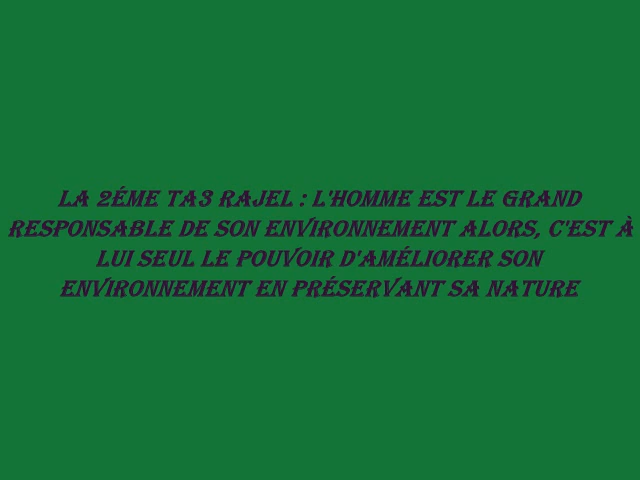 LA 2ÉME TA3 RAJEL : L'HOMME EST LE GRAND
RESPONSABLE DE SON ENVIRONNEMENT ALORS, C'EST À
LUI SEUL LE POUVOIR D'AMÉLIORER SON
ENVIRONNEMENT EN PRÉSERVANT SA NATURE